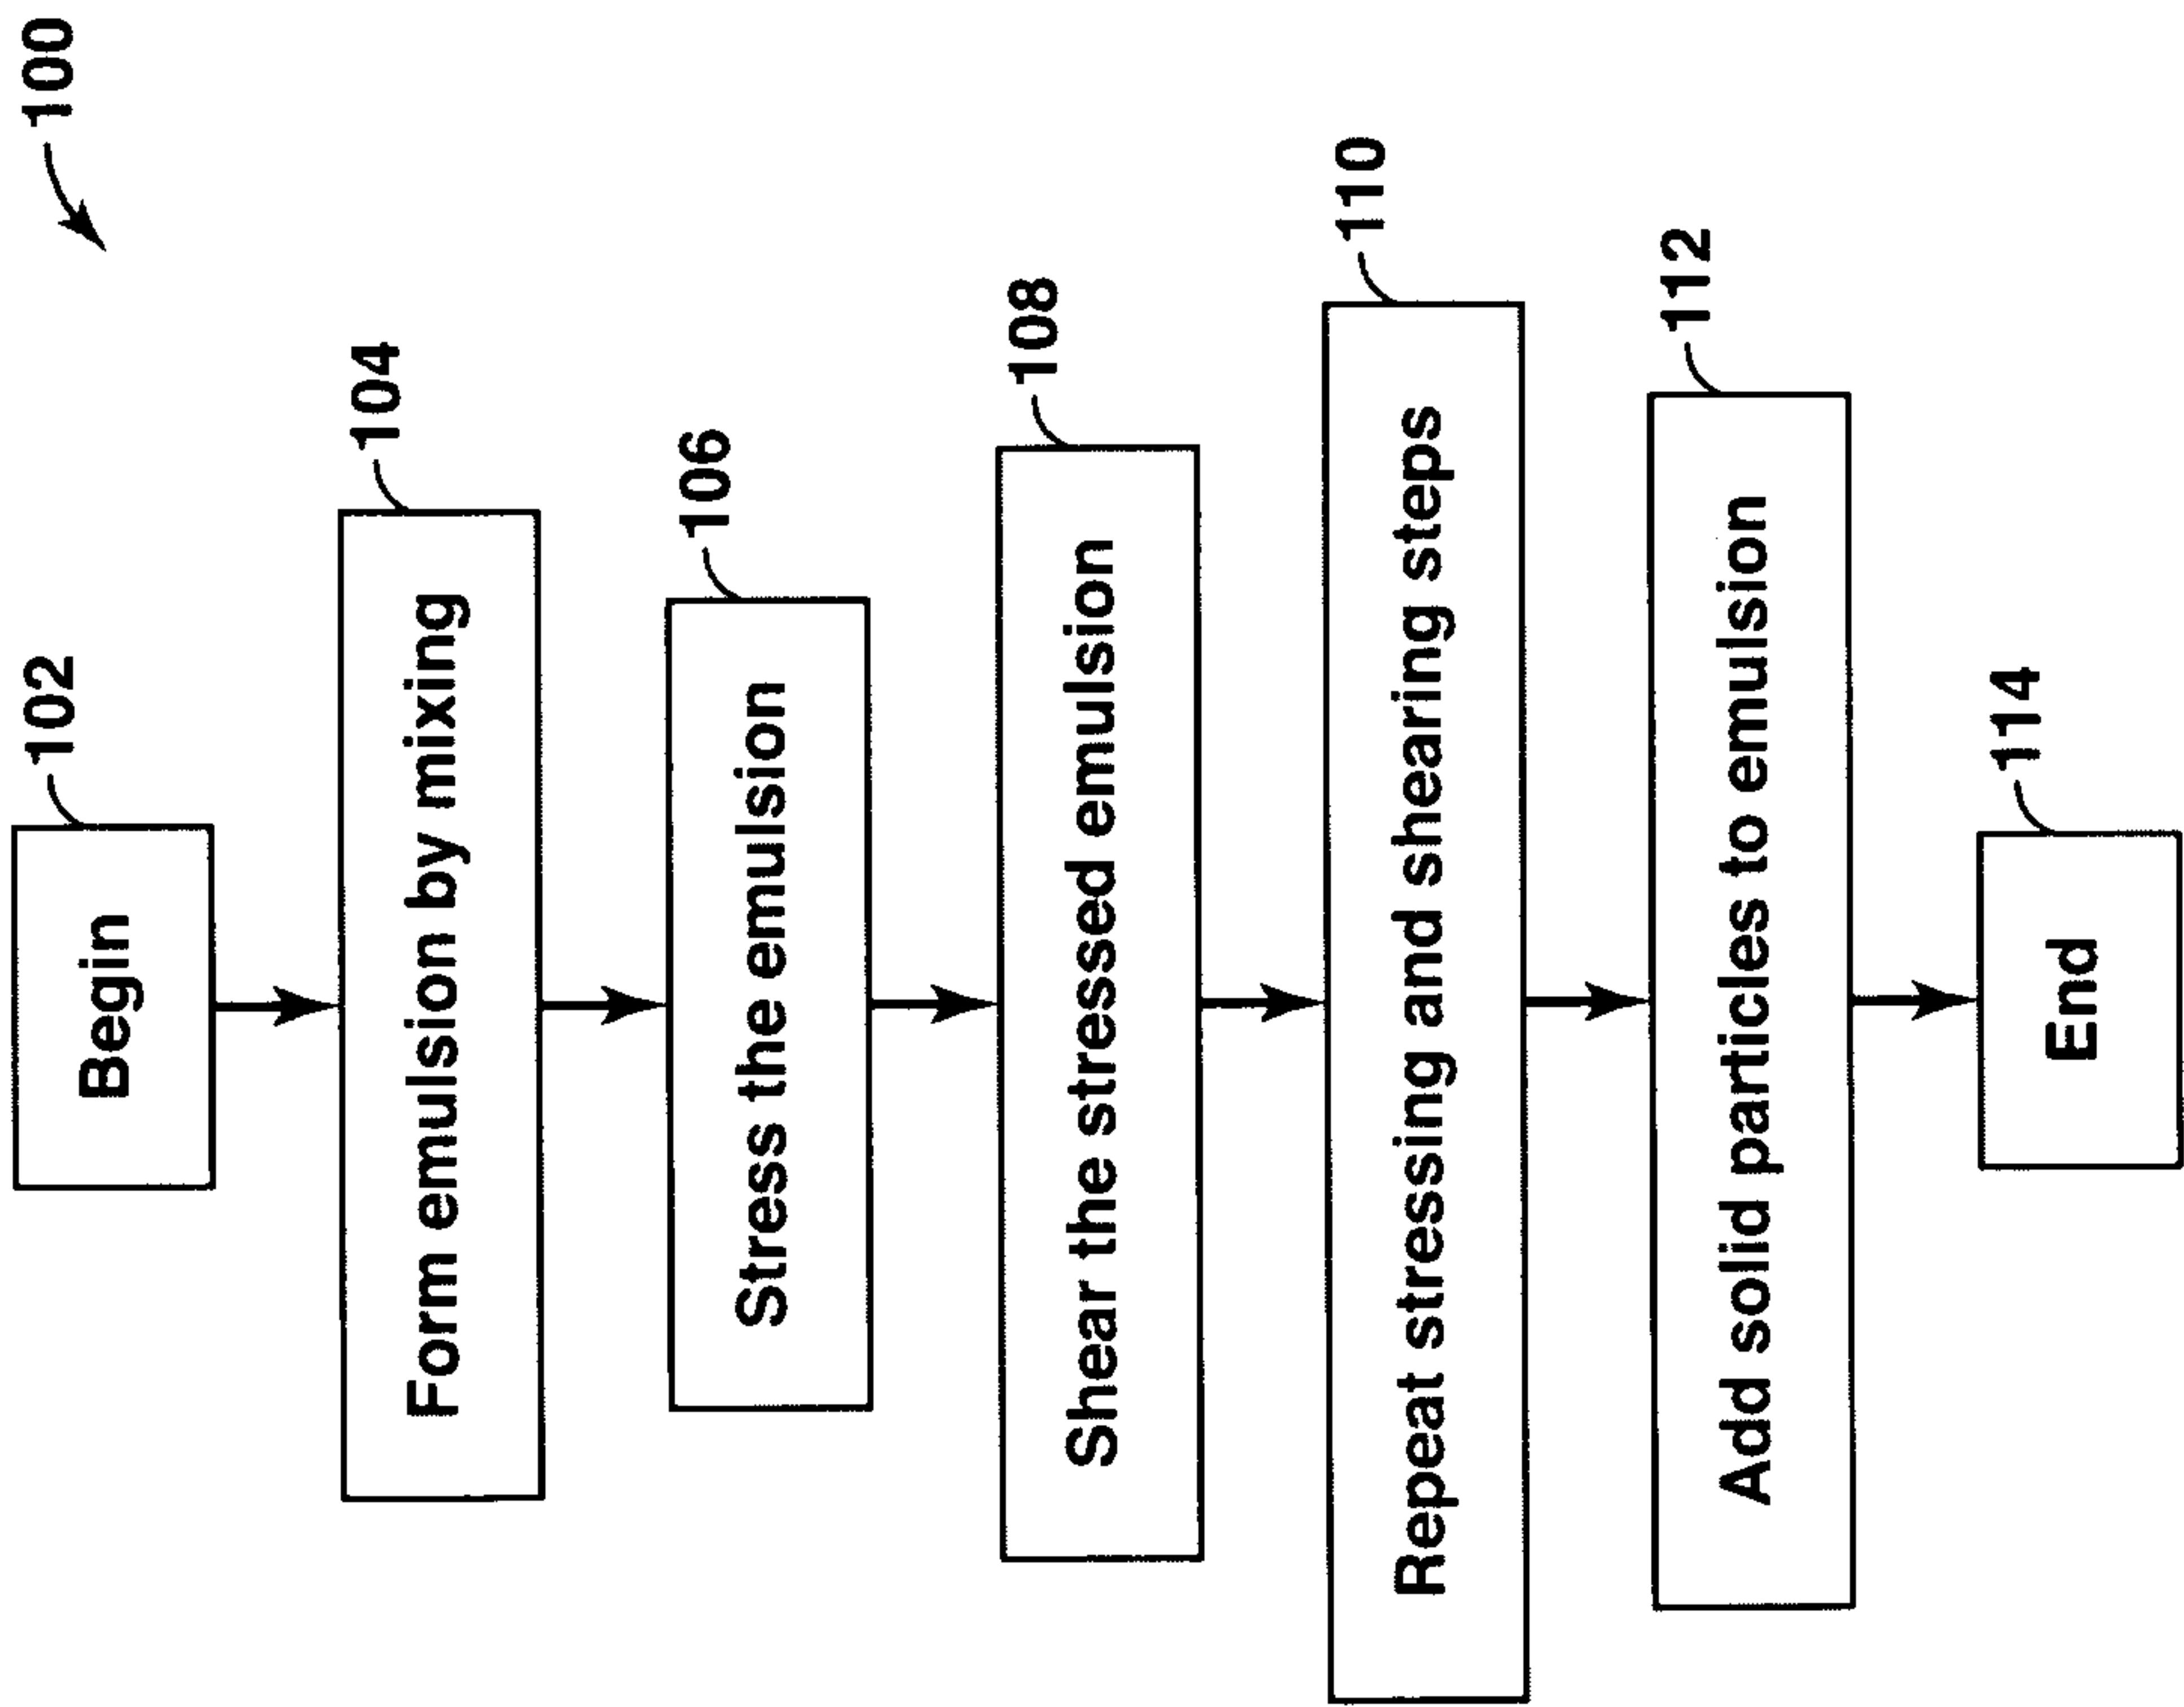 100
102
Begin
104
Form emulsion by mixing
106
Stress the emulsion
108
Shear the stressed emulsion
110
Repeat stressing and shearing steps
112
Add solid particles to emulsion
114
End